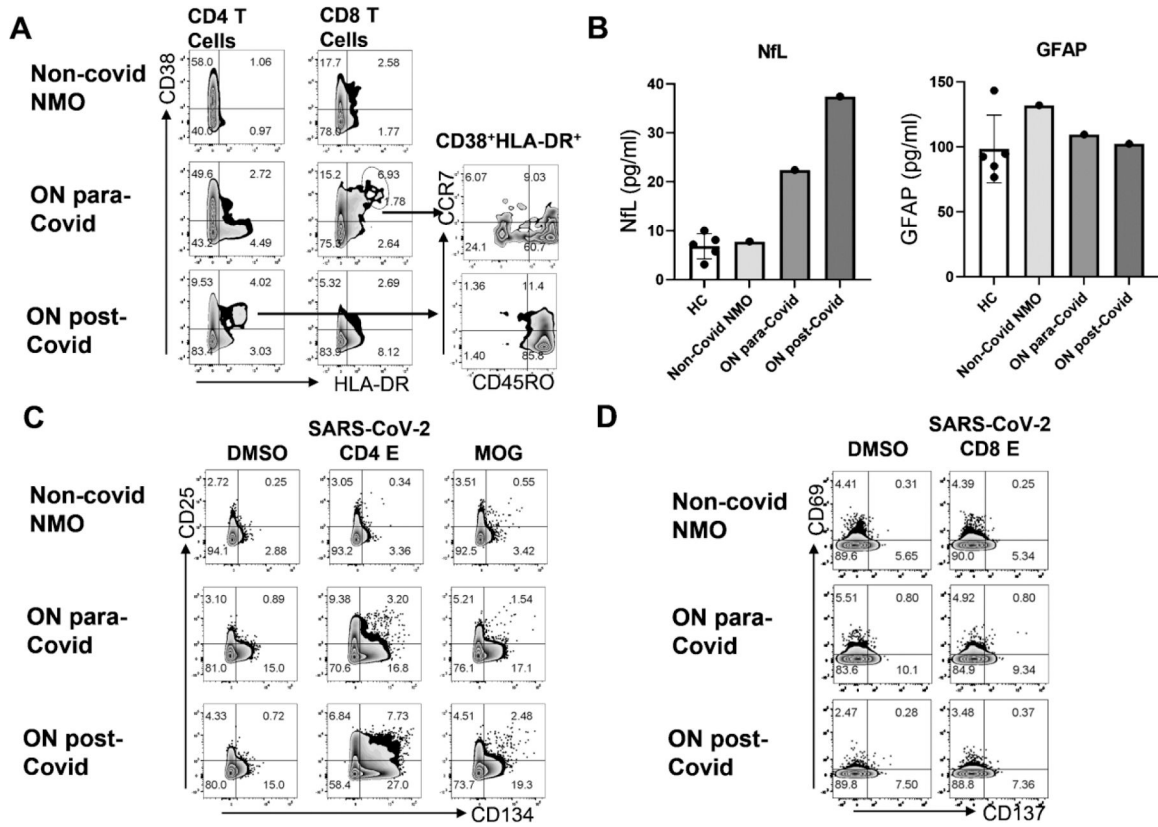 A
CD4 T
Cells
CD8 T
Cells
Non-covid
NMO
CD38
58.0 1.06
40.0 0.97
17.7 2.58
78.0 1.77
CD38+HLA-DR+
ON para-
Covid
49.6 2.72
43.2 4.49
15.2 6.93
1.78
75.3 2.64
CCR7
6.07 9.03
24.1 60.7
ON post-
Covid
9.53 4.02
83.4 3.03
5.32 2.69
83.9 8.12
1.36 11.4
1.40 85.8
HLA-DR
CD45RO
B
NfL
NfL (pg/ml)
40
30
20
10
0
HC
Non-Covid NMO
ON para-Covid
ON post-Covid
GFAP
GFAP (pg/ml)
150
100
50
0
HC
Non-Covid NMO
ON para-Covid
ON post-Covid
C
DMSO
SARS-CoV-2
CD4 E
MOG
Non-covid
NMO
CD25
2.72 0.25
94.1 2.88
3.05 0.34
93.2 3.36
3.51 0.55
92.5 3.42
ON para-
Covid
3.10 0.89
81.0 15.0
9.38 3.20
70.6 16.8
5.21 1.54
76.1 17.1
ON post-
Covid
4.33 0.72
80.0 15.0
6.84 7.73
58.4 27.0
4.51 2.48
73.7 19.3
CD134
D
DMSO
SARS-CoV-2
CD8 E
Non-covid
NMO
CD69
4.41 0.31
89.6 5.65
4.39 0.25
90.0 5.34
ON para-
Covid
5.51 0.80
83.6 10.1
4.92 0.80
84.9 9.34
ON post-
Covid
2.47 0.28
89.8 7.50
3.48 0.37
88.8 7.36
CD137